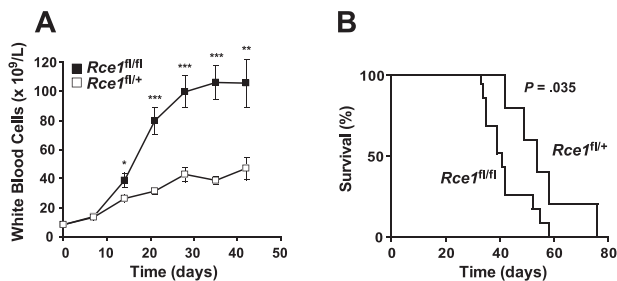 A
White Blood Cells (x 10⁹/L)
120
100
80
60
40
20
0
Rce1fl/fl
Rce1fl/+
*
***
***
***
**
0 10 20 30 40 50
Time (days)
B
Survival (%)
100
50
0
P = .035
Rce1fl/+
Rce1fl/fl
0 20 40 60 80
Time (days)